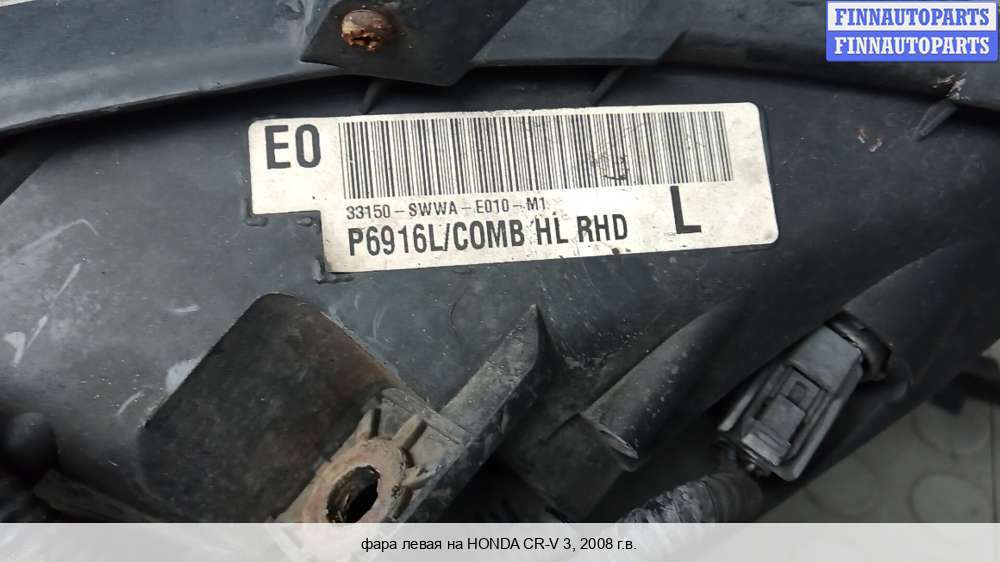 FINNAUTOPARTS
FINNAUTOPARTS
E0
33150-SWWA-E010-M1
P6916L/COMB HL RHD L
фара левая на HONDA CR-V 3, 2008 г.в.